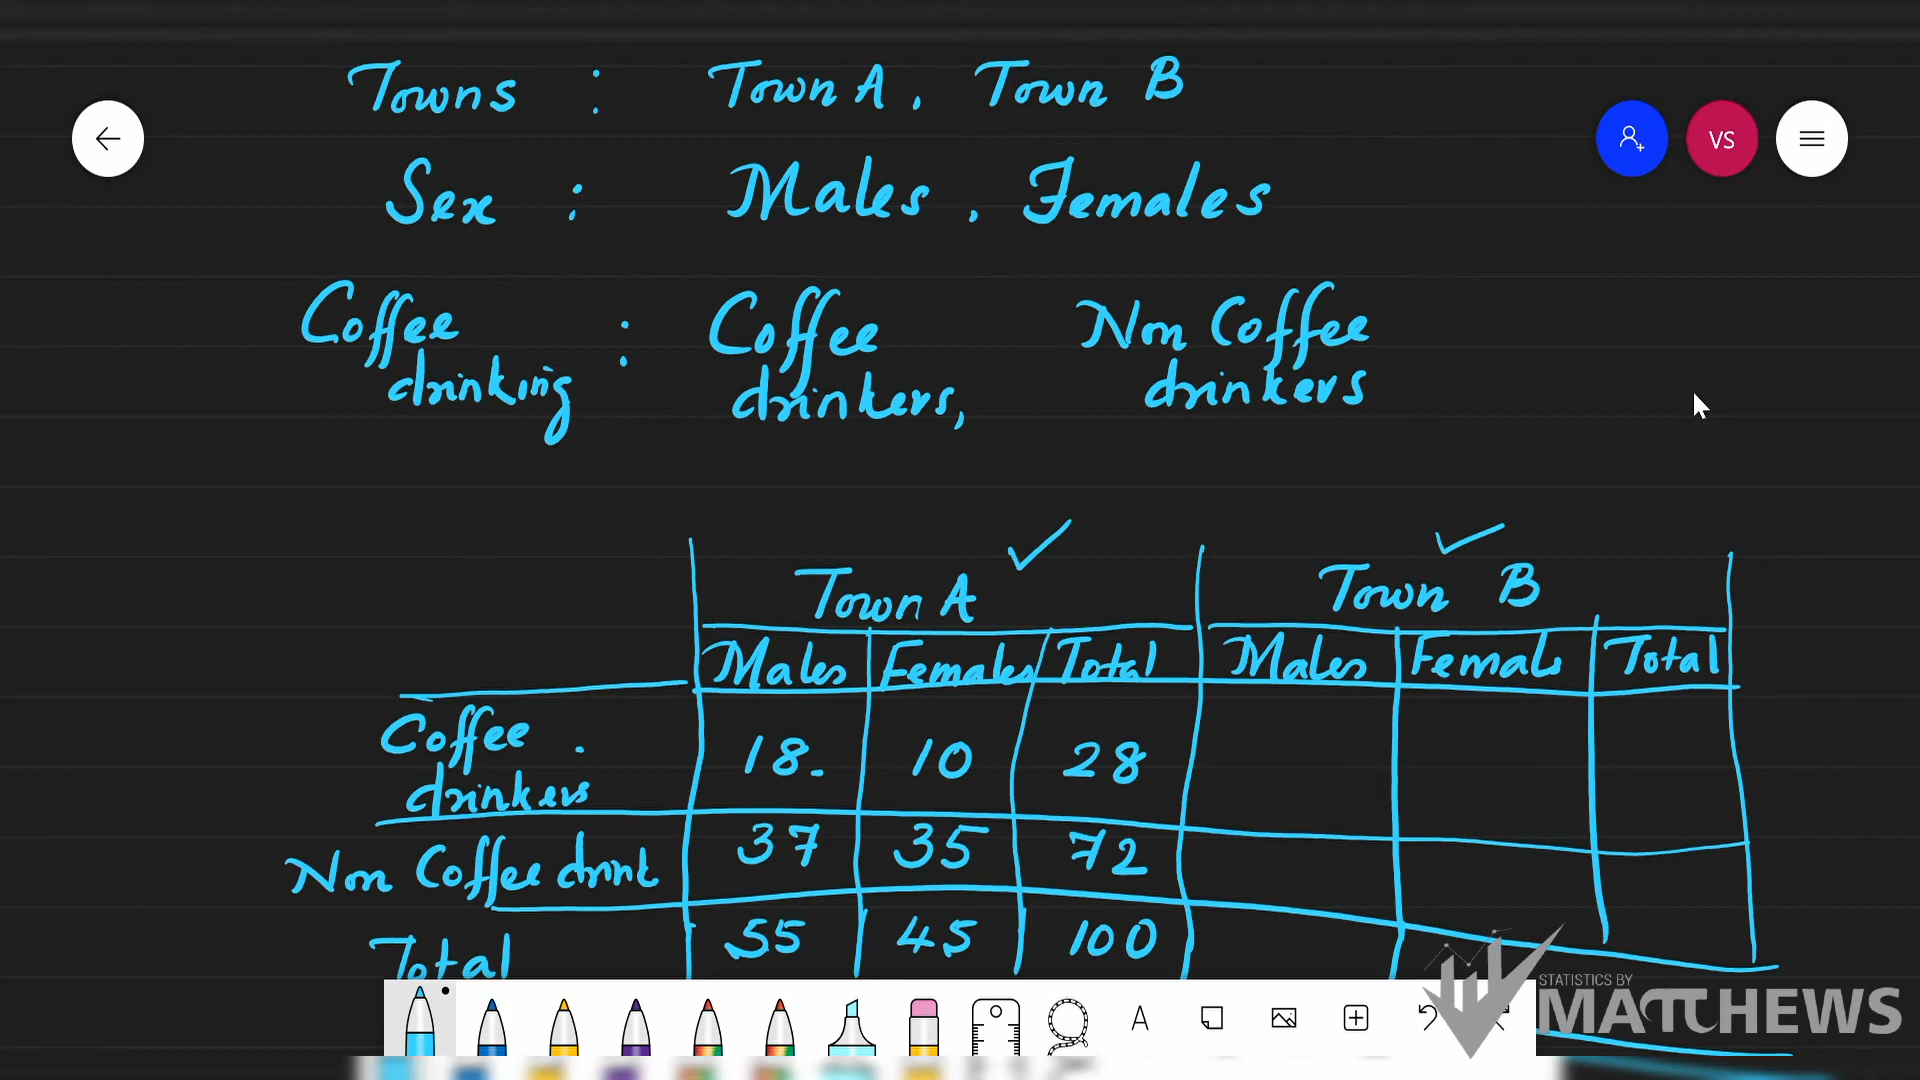 Towns : Town A, Town B
Sex : Males, Females
Coffee drinking : Coffee drinkers, Non Coffee drinkers
Town A Town B
Males Females Total Males Femals Total
Coffee drinkers 18 10 28
Non Coffee drink 37 35 72
Total 55 45 100
VS
A
STATISTICS BY
MATTHEWS